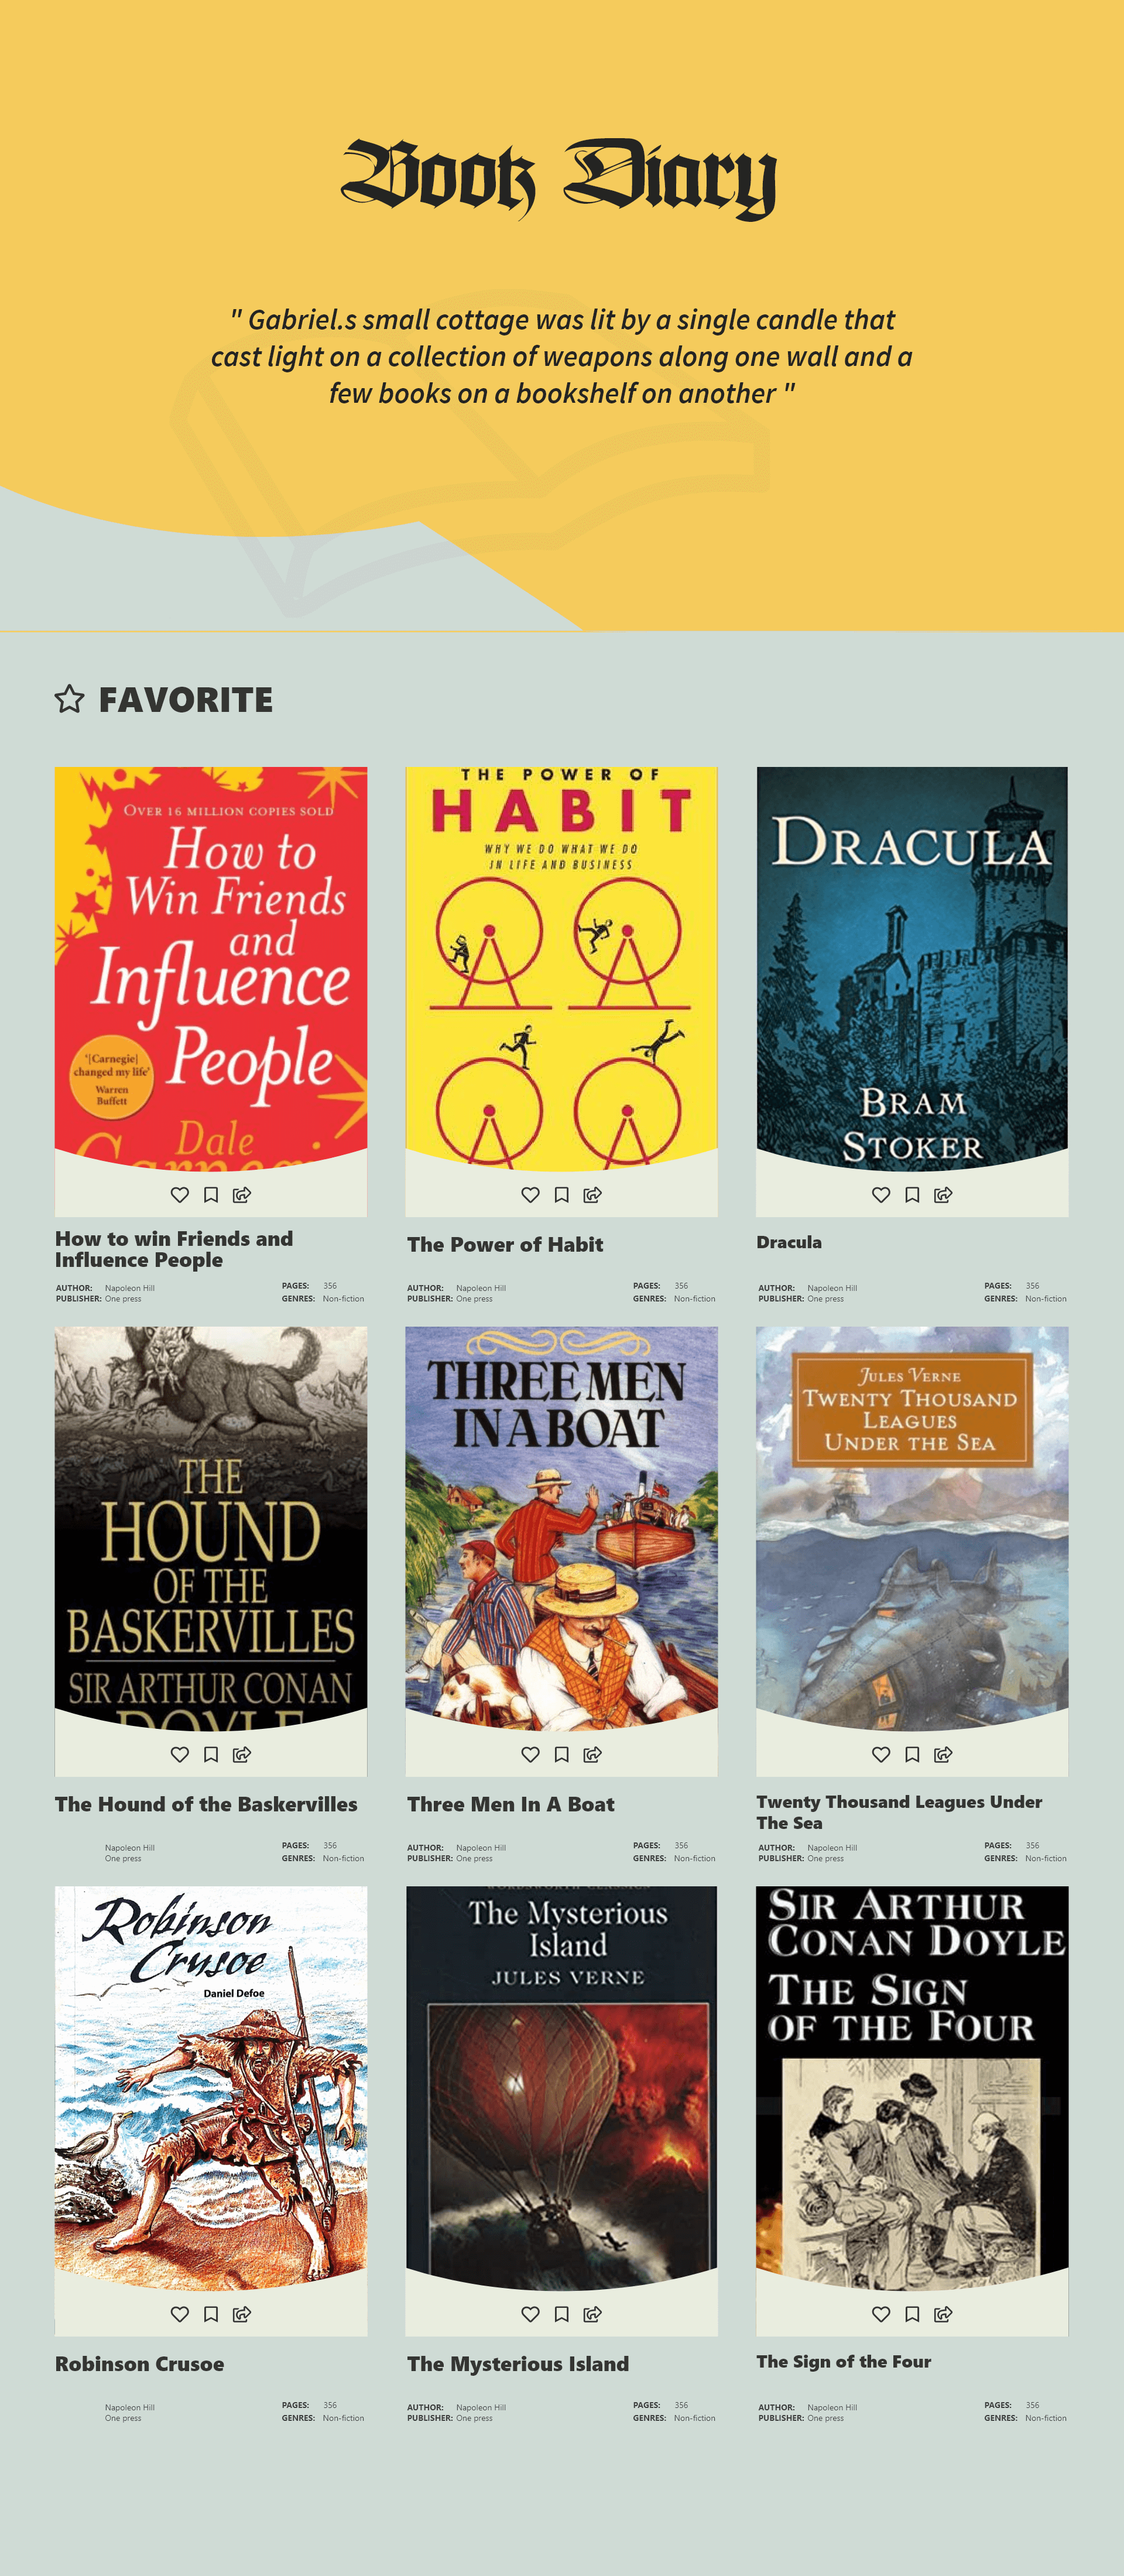 Book Diary
" Gabriel.s small cottage was lit by a single candle that
cast light on a collection of weapons along one wall and a
few books on a bookshelf on another "
FAVORITE
OVER 16 MILLION COPIES SOLD
How to
Win Friends
and
Influence
People
'[Carnegie]
changed my life'
Warren
Buffett
Dale
Carnegi
THE POWER OF
HABIT
WHY WE DO WHAT WE DO
IN LIFE AND BUSINESS
DRACULA
BRAM
STOKER
How to win Friends and
Influence People
AUTHOR: Napoleon Hill
PUBLISHER: One press
PAGES: 356
GENRES: Non-fiction
The Power of Habit
AUTHOR: Napoleon Hill
PUBLISHER: One press
PAGES: 356
GENRES: Non-fiction
Dracula
AUTHOR: Napoleon Hill
PUBLISHER: One press
PAGES: 356
GENRES: Non-fiction
THE
HOUND
OF THE
BASKERVILLES
SIR ARTHUR CONAN
DOYLE
THREE MEN
IN A BOAT
JULES VERNE
TWENTY THOUSAND
LEAGUES
UNDER THE SEA
The Hound of the Baskervilles
Napoleon Hill
One press
PAGES: 356
GENRES: Non-fiction
Three Men In A Boat
AUTHOR: Napoleon Hill
PUBLISHER: One press
PAGES: 356
GENRES: Non-fiction
Twenty Thousand Leagues Under
The Sea
AUTHOR: Napoleon Hill
PUBLISHER: One press
PAGES: 356
GENRES: Non-fiction
Robinson
Crusoe
Daniel Defoe
The Mysterious
Island
JULES VERNE
SIR ARTHUR
CONAN DOYLE
THE SIGN
OF THE FOUR
Robinson Crusoe
Napoleon Hill
One press
PAGES: 356
GENRES: Non-fiction
The Mysterious Island
AUTHOR: Napoleon Hill
PUBLISHER: One press
PAGES: 356
GENRES: Non-fiction
The Sign of the Four
AUTHOR: Napoleon Hill
PUBLISHER: One press
PAGES: 356
GENRES: Non-fiction